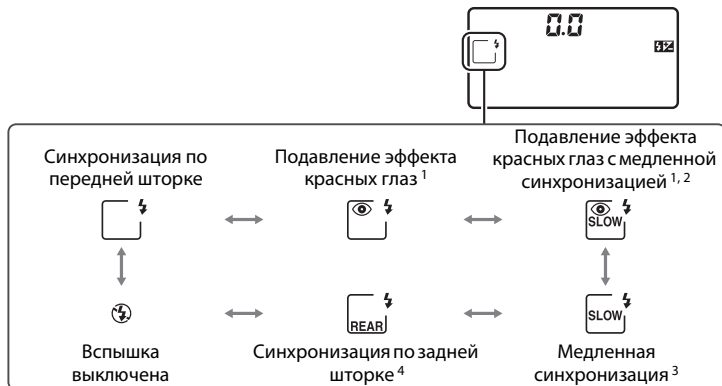 0.0
Синхронизация по
передней шторке
Подавление эффекта
красных глаз 1
Подавление эффекта
красных глаз с медленной
синхронизацией 1, 2
SLOW
REAR
SLOW
Вспышка
выключена
Синхронизация по задней
шторке 4
Медленная
синхронизация 3